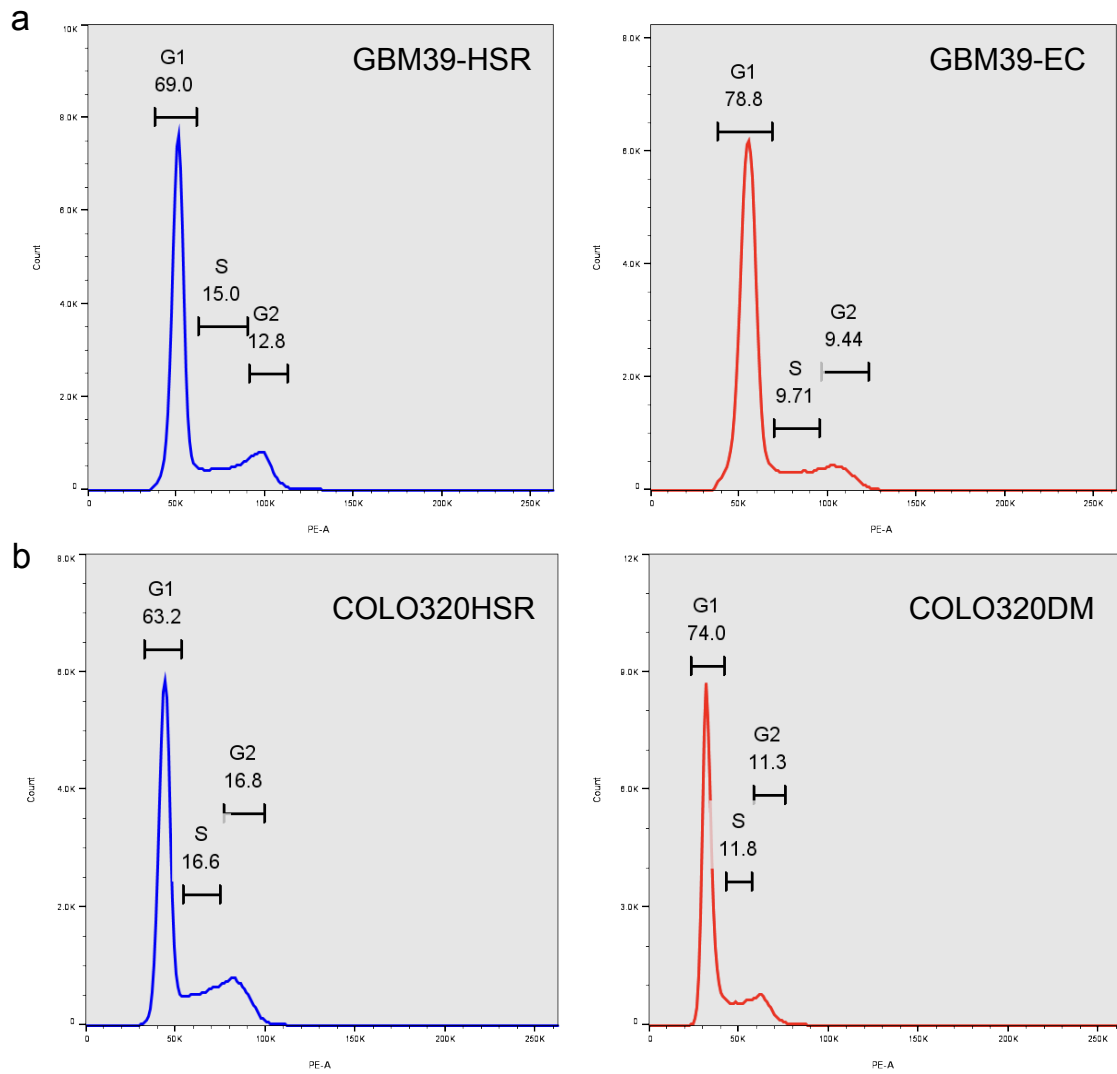 a
GBM39-HSR
G1
69.0
S
15.0
G2
12.8
10K
8.0K
6.0K
4.0K
2.0K
0
Count
0
50K
100K
150K
200K
250K
PE-A
GBM39-EC
G1
78.8
G2
9.44
S
9.71
8.0K
6.0K
4.0K
2.0K
0
Count
0
50K
100K
150K
200K
250K
PE-A
b
COLO320HSR
G1
63.2
G2
16.8
S
16.6
8.0K
6.0K
4.0K
2.0K
0
Count
0
50K
100K
150K
200K
250K
PE-A
COLO320DM
G1
74.0
G2
11.3
S
11.8
12K
9.0K
6.0K
3.0K
0
Count
0
50K
100K
150K
200K
250K
PE-A